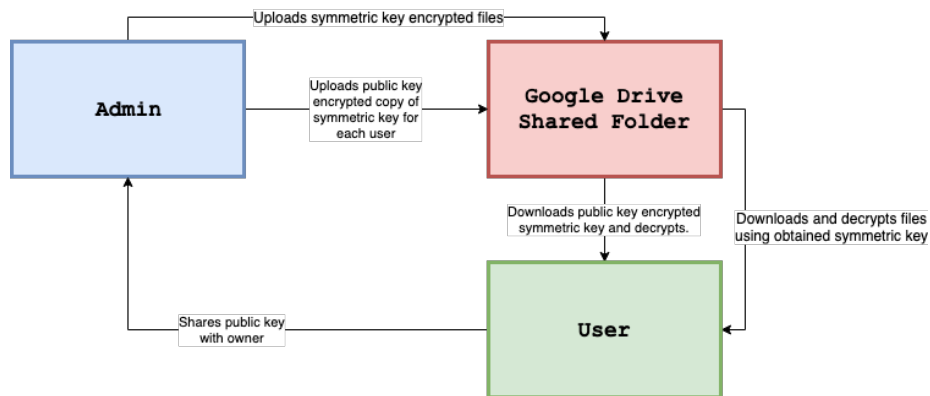 Uploads symmetric key encrypted files
Admin
Uploads public key
encrypted copy of
symmetric key for
each user
Google Drive
Shared Folder
Downloads public key encrypted
symmetric key and decrypts.
Downloads and decrypts files
using obtained symmetric key
Shares public key
with owner
User